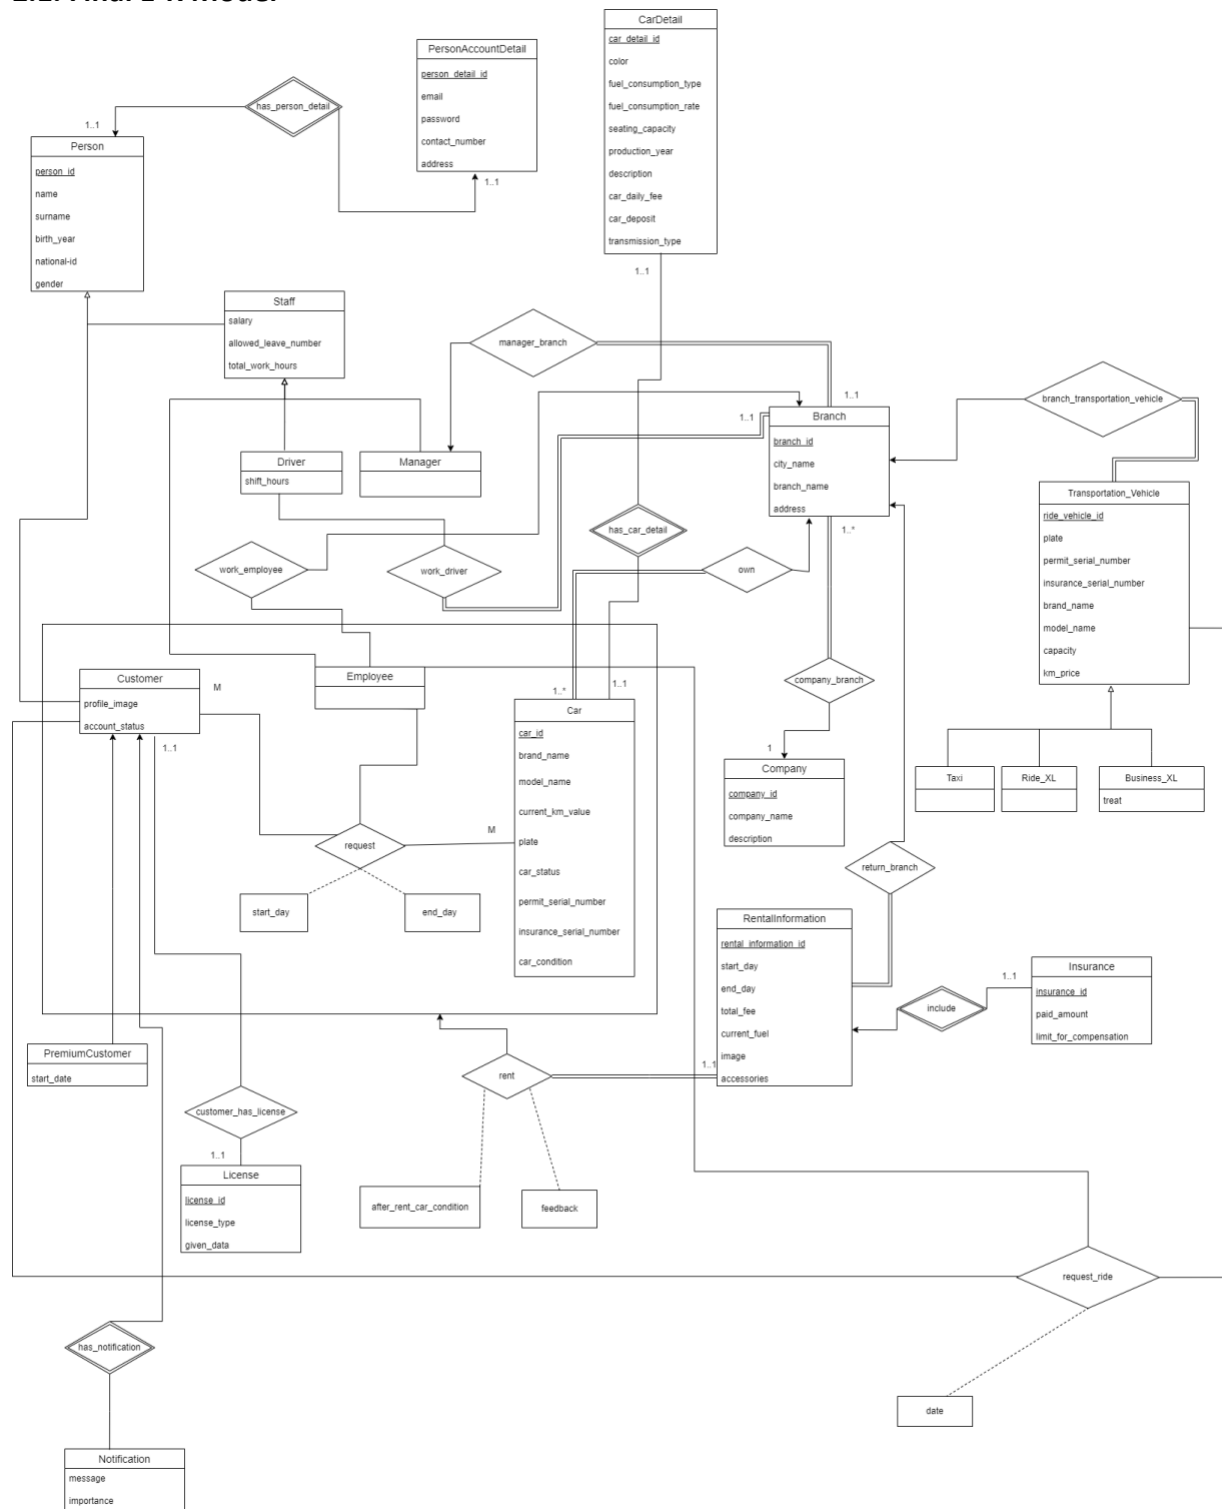 CarDetail
car_detail_id
color
fuel_consumption_type
fuel_consumption_rate
seating_capacity
production_year
description
car_daily_fee
car_deposit
transmission_type
1..1
PersonAccountDetail
person_detail_id
email
password
contact_number
address
1..1
has_person_detail
1..1
Person
person_id
name
surname
birth_year
national-id
gender
Staff
salary
allowed_leave_number
total_work_hours
manager_branch
1..1
1..1
Branch
branch_id
city_name
branch_name
address
1..*
branch_transportation_vehicle
Driver
shift_hours
Manager
Transportation_Vehicle
ride_vehicle_id
plate
permit_serial_number
insurance_serial_number
brand_name
model_name
capacity
km_price
has_car_detail
own
work_employee
work_driver
company_branch
Customer
profile_image
account_status
M
1..1
Employee
1..*
1..1
Car
car_id
brand_name
model_name
current_km_value
plate
car_status
permit_serial_number
insurance_serial_number
car_condition
1
Company
company_id
company_name
description
Taxi
Ride_XL
Business_XL
treat
M
request
start_day
end_day
return_branch
RentalInformation
rental_information_id
start_day
end_day
total_fee
current_fuel
image
accessories
1..1
include
1..1
Insurance
insurance_id
paid_amount
limit_for_compensation
PremiumCustomer
start_date
rent
customer_has_license
1..1
License
license_id
license_type
given_data
after_rent_car_condition
feedback
request_ride
has_notification
date
Notification
message
importance